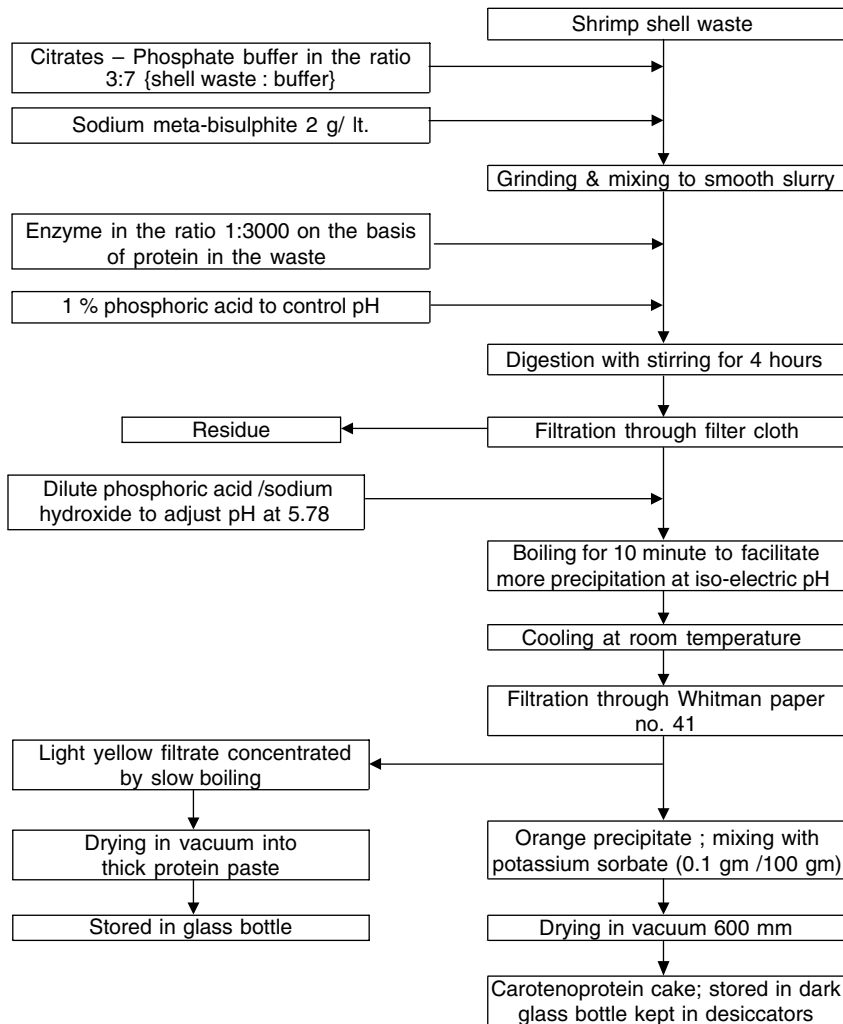 Shrimp shell waste
Citrates – Phosphate buffer in the ratio
3:7 {shell waste : buffer}
Sodium meta-bisulphite 2 g/ lt.
Grinding & mixing to smooth slurry
Enzyme in the ratio 1:3000 on the basis
of protein in the waste
1 % phosphoric acid to control pH
Digestion with stirring for 4 hours
Residue
Filtration through filter cloth
Dilute phosphoric acid /sodium
hydroxide to adjust pH at 5.78
Boiling for 10 minute to facilitate
more precipitation at iso-electric pH
Cooling at room temperature
Filtration through Whitman paper
no. 41
Light yellow filtrate concentrated
by slow boiling
Drying in vacuum into
thick protein paste
Stored in glass bottle
Orange precipitate ; mixing with
potassium sorbate (0.1 gm /100 gm)
Drying in vacuum 600 mm
Carotenoprotein cake; stored in dark
glass bottle kept in desiccators